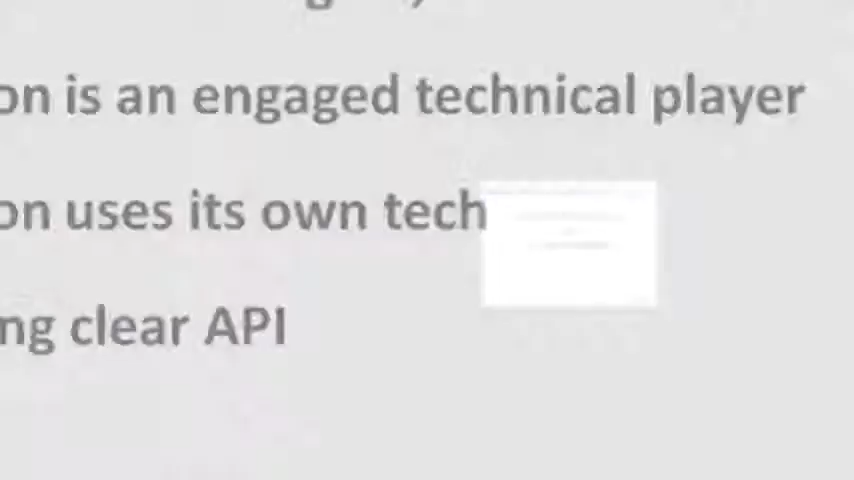 on is an engaged technical player
on uses its own tech
ng clear API